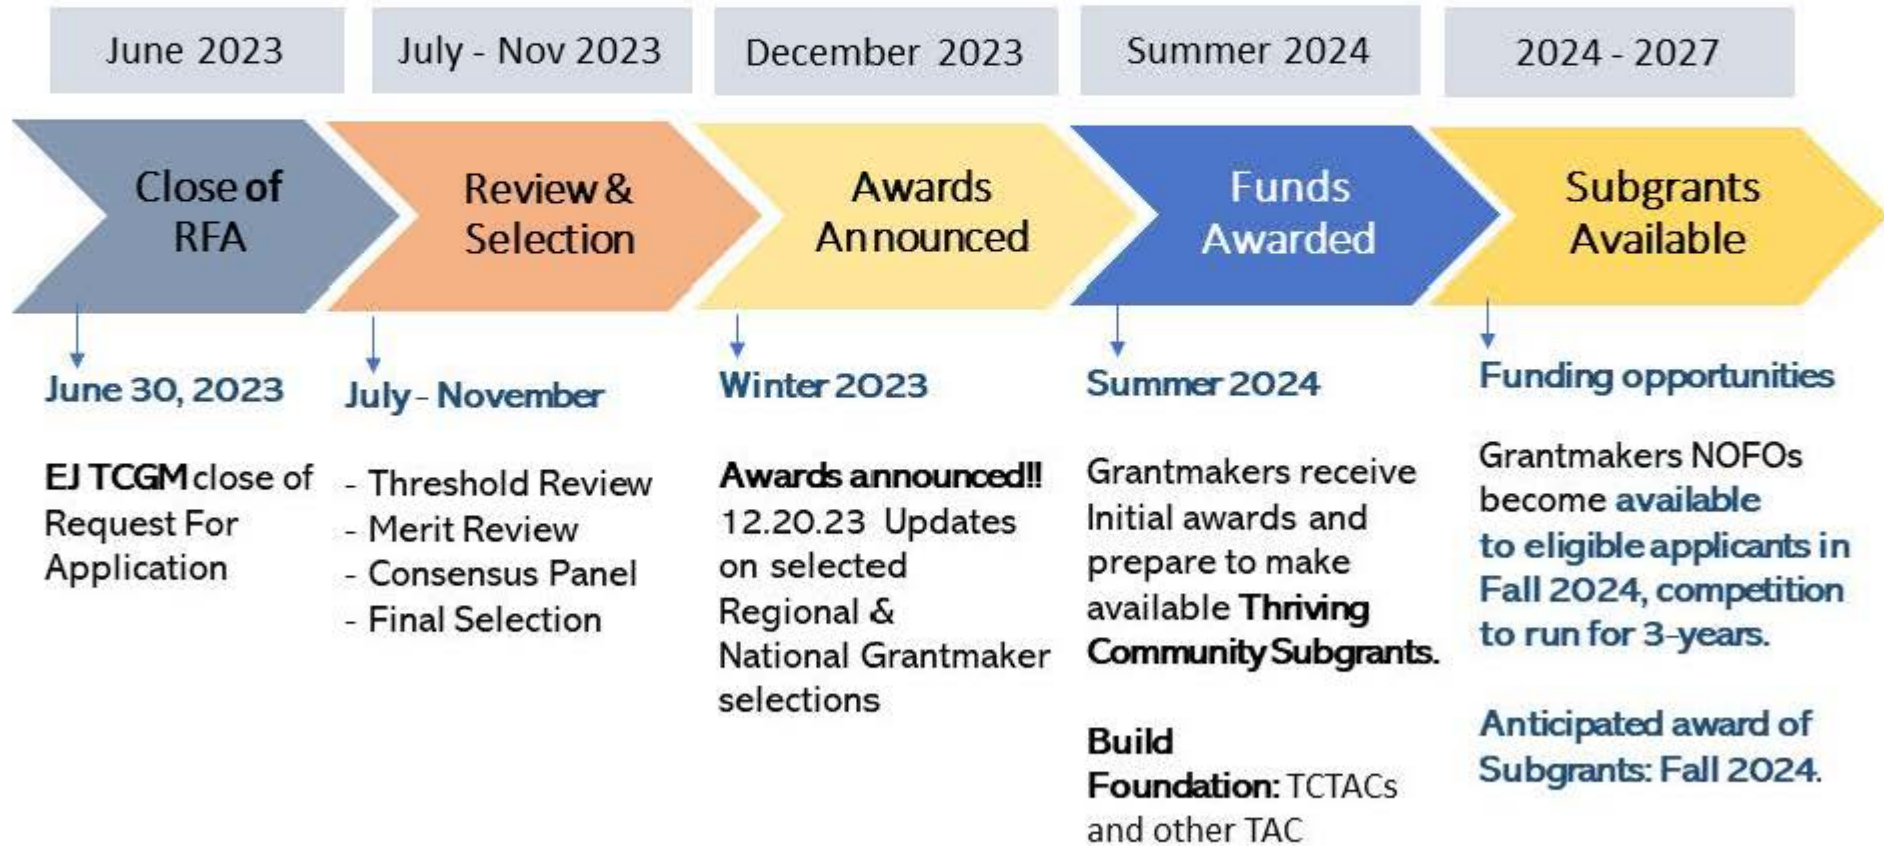 June 2023
July - Nov 2023
December 2023
Summer 2024
2024 - 2027
Close of
RFA
Review &
Selection
Awards
Announced
Funds
Awarded
Subgrants
Available
June 30, 2023
EJ TCGM close of
Request For
Application
July - November
- Threshold Review
- Merit Review
- Consensus Panel
- Final Selection
Winter 2023
Awards announced!!
12.20.23 Updates
on selected
Regional &
National Grantmaker
selections
Summer 2024
Grantmakers receive
Initial awards and
prepare to make
available Thriving
Community Subgrants.
Build
Foundation: TCTACs
and other TAC
Funding opportunities
Grantmakers NOFOs
become available
to eligible applicants in
Fall 2024, competition
to run for 3-years.
Anticipated award of
Subgrants: Fall 2024.